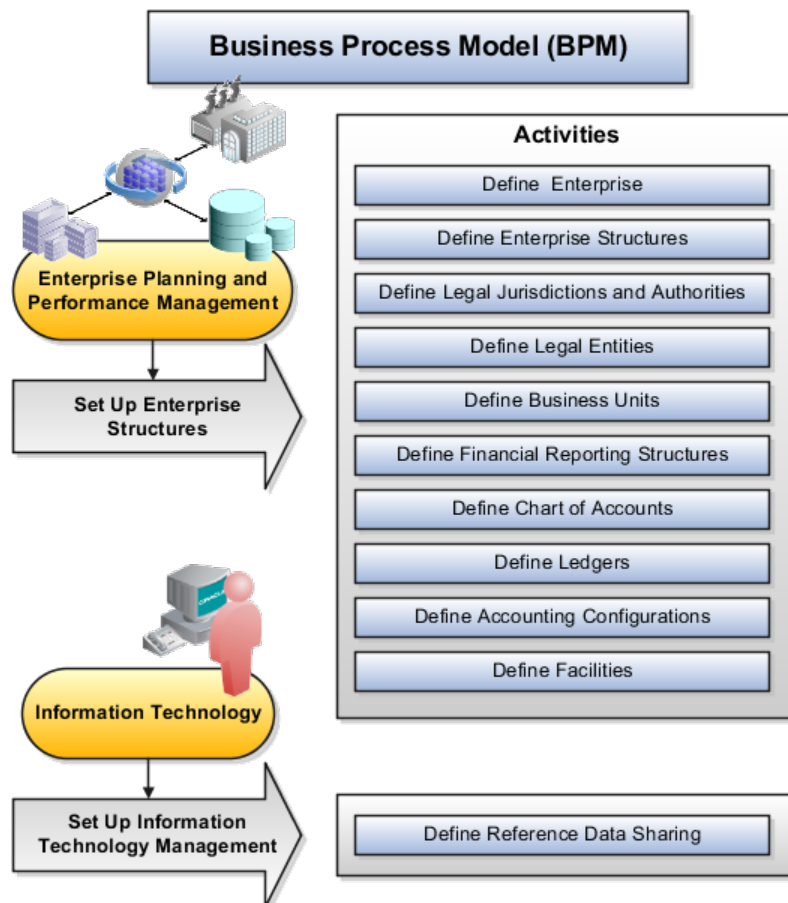 Business Process Model (BPM)
Activities
Define Enterprise
Define Enterprise Structures
Define Legal Jurisdictions and Authorities
Define Legal Entities
Define Business Units
Define Financial Reporting Structures
Define Chart of Accounts
Define Ledgers
Define Accounting Configurations
Define Facilities
Enterprise Planning and
Performance Management
Set Up Enterprise
Structures
ORACLE
Information Technology
Set Up Information
Technology Management
Define Reference Data Sharing